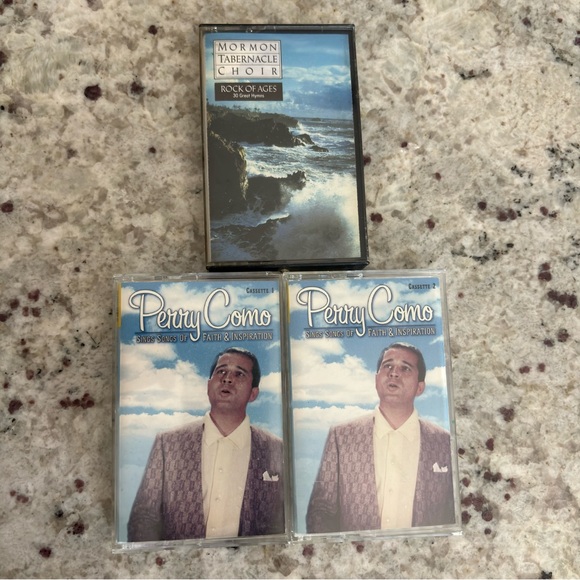 MORMON
TABERNACLE
CHOIR
ROCK OF AGES
30 Great Hymns
CASSETTE 1
Perry Como
SINGS SONGS OF FAITH & INSPIRATION
CASSETTE 2
Perry Como
SINGS SONGS OF FAITH & INSPIRATION